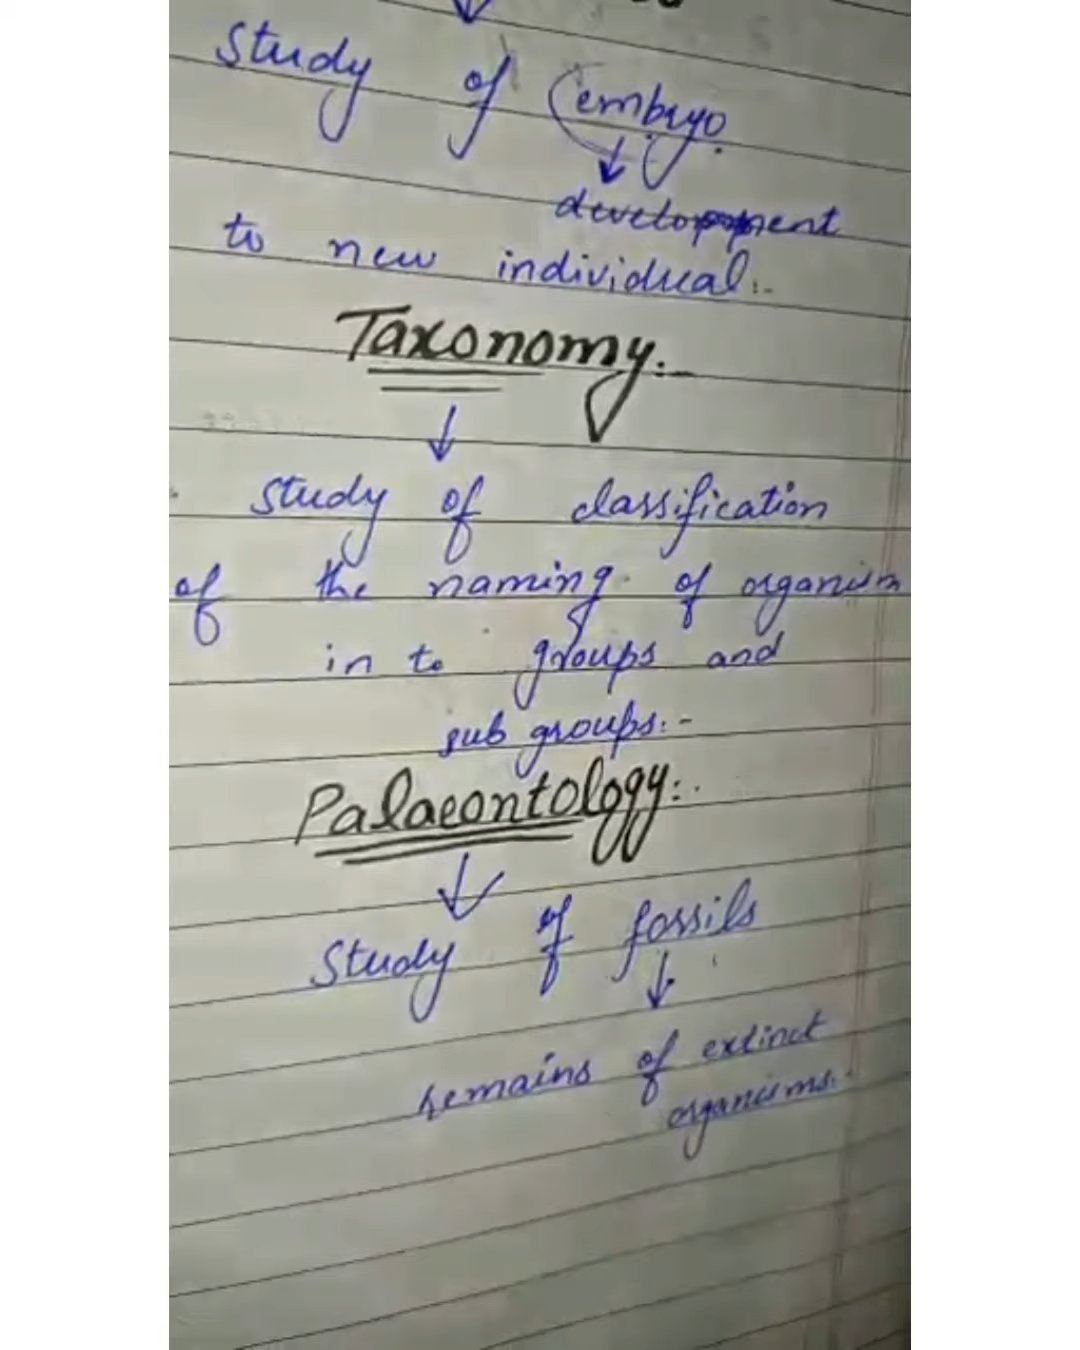 study of (embryo.
↓
development
to new individual:-
Taxonomy:-
↓
study of classification
of the naming of organism
in to groups and
sub groups:-
Palaeontology:-
↓
Study of fossils
↓
remains of extinct
organisms.-